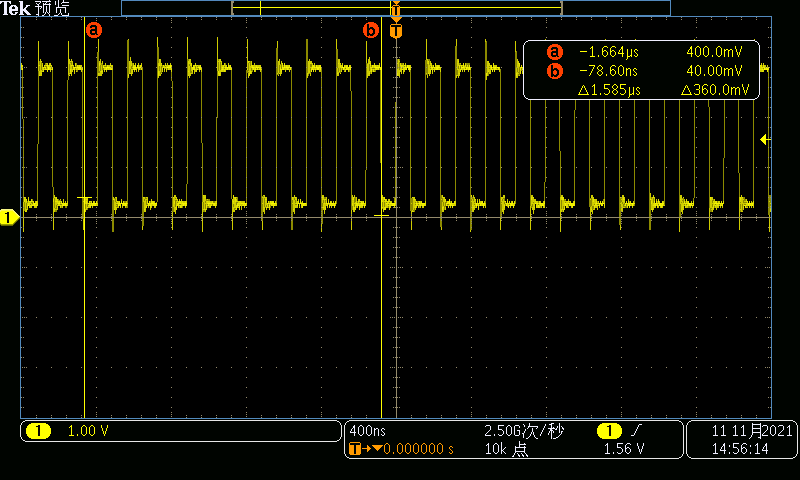 Tek 预览
a
b
T
T
a -1.664µs 400.0mV
b -78.60ns 40.00mV
△1.585µs △360.0mV
1
1 1.00 V
400ns 2.50G次/秒 1
T→▼0.000000 s 10k 点 1.56 V
11 11月2021
14:56:14